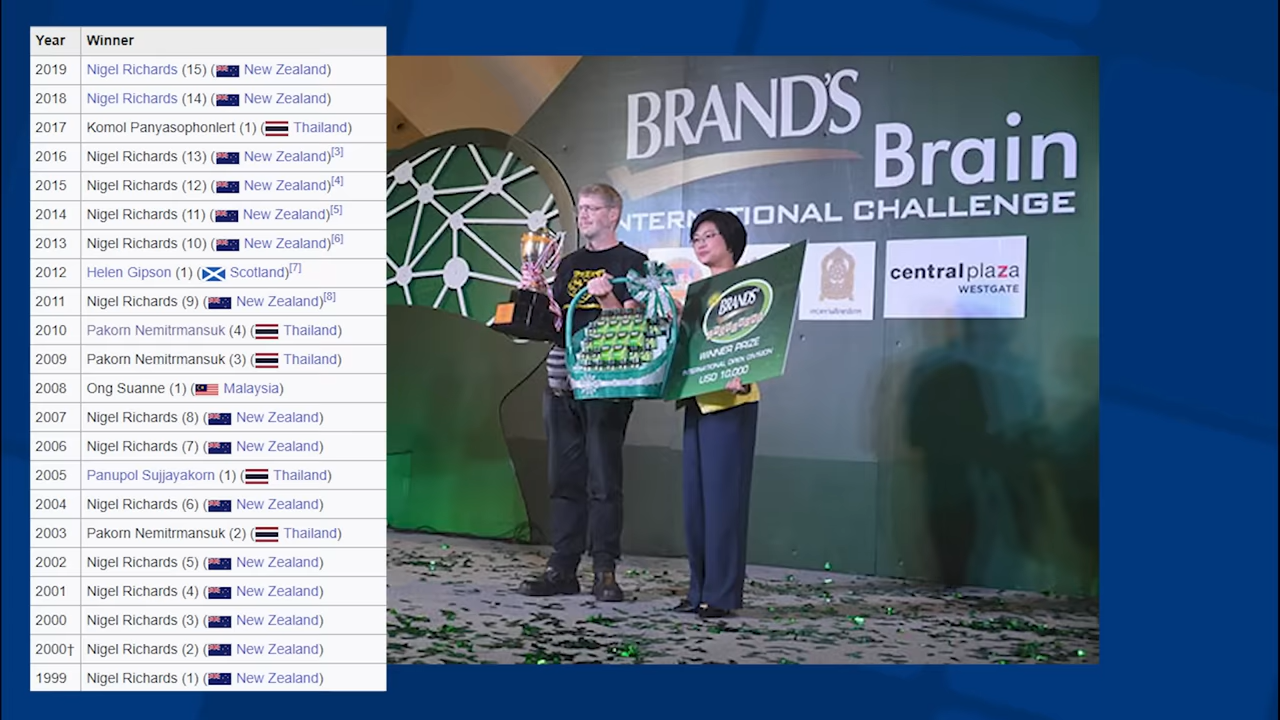 Year Winner
2019 Nigel Richards (15) (New Zealand)
2018 Nigel Richards (14) (New Zealand)
2017 Komol Panyasophonlert (1) (Thailand)
2016 Nigel Richards (13) (New Zealand)[3]
2015 Nigel Richards (12) (New Zealand)[4]
2014 Nigel Richards (11) (New Zealand)[5]
2013 Nigel Richards (10) (New Zealand)[6]
2012 Helen Gipson (1) (Scotland)[7]
2011 Nigel Richards (9) (New Zealand)[8]
2010 Pakorn Nemitrmansuk (4) (Thailand)
2009 Pakorn Nemitrmansuk (3) (Thailand)
2008 Ong Suanne (1) (Malaysia)
2007 Nigel Richards (8) (New Zealand)
2006 Nigel Richards (7) (New Zealand)
2005 Panupol Sujjayakorn (1) (Thailand)
2004 Nigel Richards (6) (New Zealand)
2003 Pakorn Nemitrmansuk (2) (Thailand)
2002 Nigel Richards (5) (New Zealand)
2001 Nigel Richards (4) (New Zealand)
2000 Nigel Richards (3) (New Zealand)
2000† Nigel Richards (2) (New Zealand)
1999 Nigel Richards (1) (New Zealand)
BRAND'S
Brain
INTERNATIONAL CHALLENGE
centralplaza
WESTGATE
BRAND'S
WINNER PRIZE
INTERNATIONAL OPEN DIVISION
USD 10,000